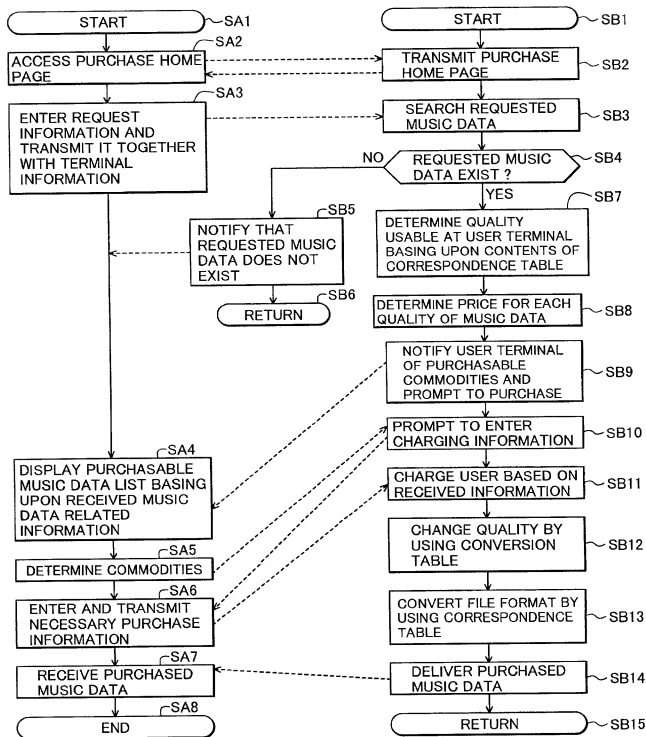 START
SA1
SA2
ACCESS PURCHASE HOME
PAGE
SA3
ENTER REQUEST
INFORMATION AND
TRANSMIT IT TOGETHER
WITH TERMINAL
INFORMATION
SA4
DISPLAY PURCHASABLE
MUSIC DATA LIST BASING
UPON RECEIVED MUSIC
DATA RELATED
INFORMATION
SA5
DETERMINE COMMODITIES
SA6
ENTER AND TRANSMIT
NECESSARY PURCHASE
INFORMATION
SA7
RECEIVE PURCHASED
MUSIC DATA
SA8
END
START
SB1
TRANSMIT PURCHASE
HOME PAGE
SB2
SEARCH REQUESTED
MUSIC DATA
SB3
NO
REQUESTED MUSIC
DATA EXIST ?
SB4
YES
SB5
NOTIFY THAT
REQUESTED MUSIC
DATA DOES NOT
EXIST
SB6
RETURN
SB7
DETERMINE QUALITY
USABLE AT USER TERMINAL
BASING UPON CONTENTS OF
CORRESPONDENCE TABLE
DETERMINE PRICE FOR EACH
QUALITY OF MUSIC DATA
SB8
NOTIFY USER TERMINAL
OF PURCHASABLE
COMMODITIES AND
PROMPT TO PURCHASE
SB9
PROMPT TO ENTER
CHARGING INFORMATION
SB10
CHARGE USER BASED ON
RECEIVED INFORMATION
SB11
CHANGE QUALITY BY
USING CONVERSION
TABLE
SB12
CONVERT FILE FORMAT BY
USING CORRESPONDENCE
TABLE
SB13
DELIVER PURCHASED
MUSIC DATA
SB14
RETURN
SB15